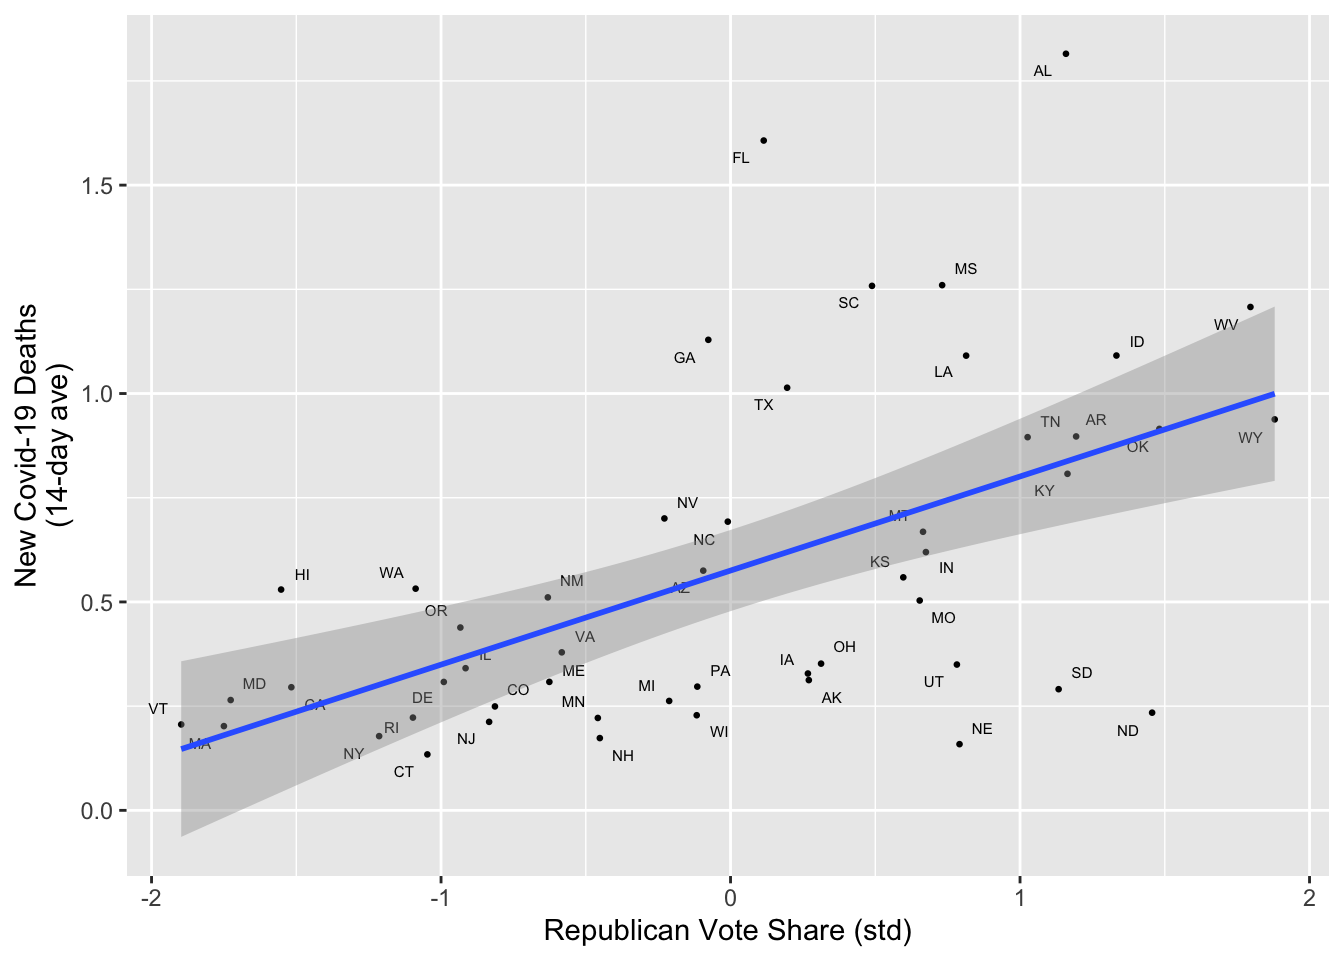 AL
FL
1.5
MS
SC
WV
ID
GA
LA
1.0
TX
TN
AR
OK
WY
KY
NV
MT
NC
KS
IN
HI
WA
NM
AZ
0.5
OR
MO
VA
IL
OH
IA
ME
PA
SD
MD
UT
CO
MI
MN
AK
DE
CA
VT
RI
WI
NE
ND
NJ
MA
NY
NH
CT
0.0
New Covid-19 Deaths
(14-day ave)
-2
-1
0
1
2
Republican Vote Share (std)